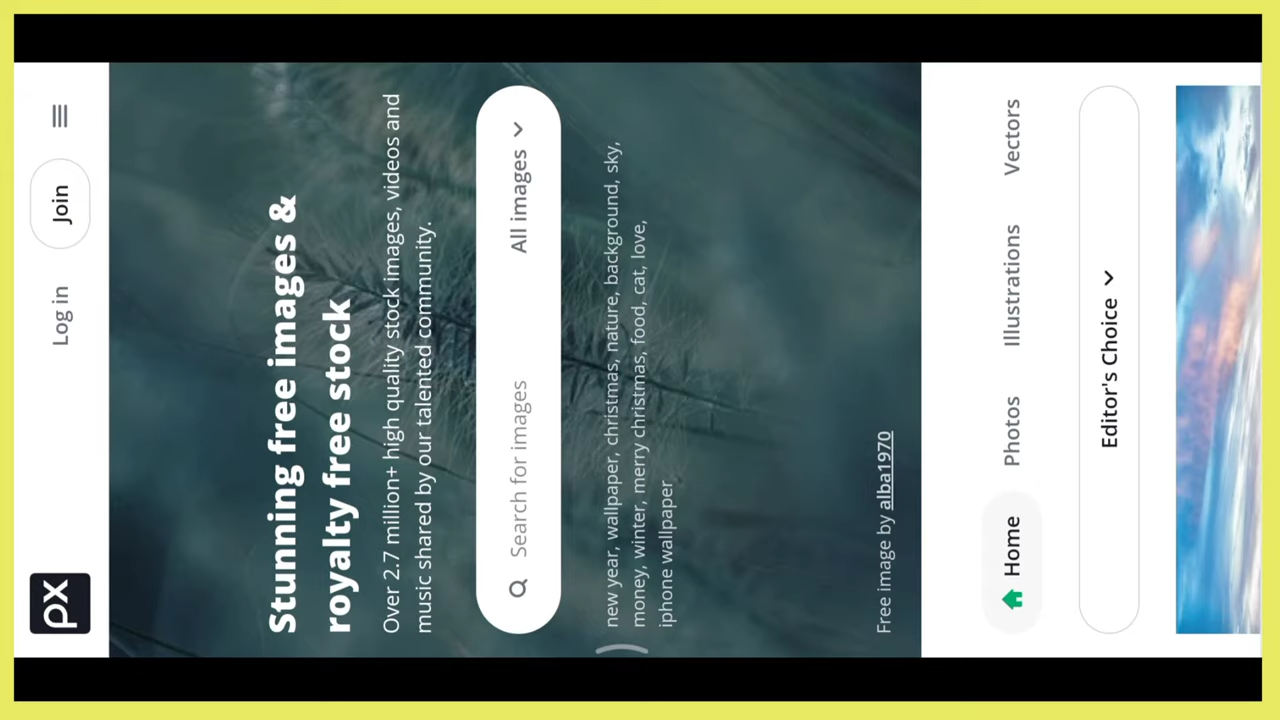 px
Log in
Join
Stunning free images &
royalty free stock
Over 2.7 million+ high quality stock images, videos and
music shared by our talented community.
Search for images
All images
new year, wallpaper, christmas, nature, background, sky,
money, winter, merry christmas, food, cat, love,
iphone wallpaper
Free image by alba1970
Home
Photos
Illustrations
Vectors
Editor's Choice